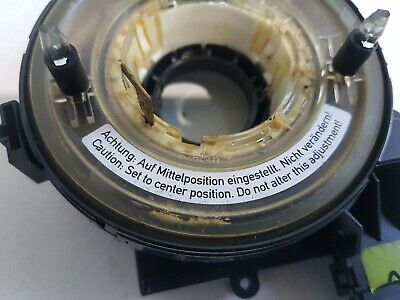 Achtung: Auf Mittelposition eingestellt. Nicht verändern!
Caution: Set to center position. Do not alter this adjustment!